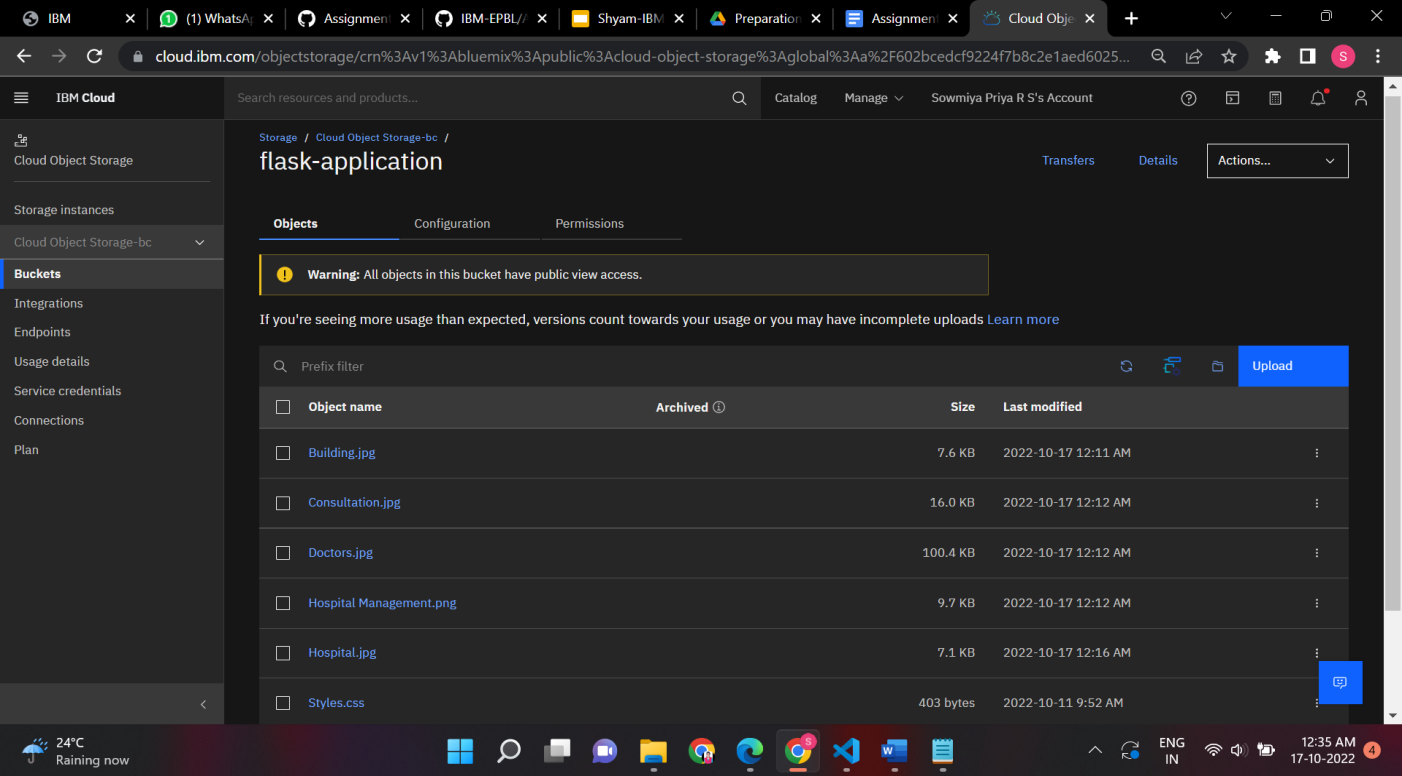 IBM
(1) WhatsAp
Assignment
IBM-EPBL/
Shyam-IBM
Preparation
Assignment
Cloud Obje
cloud.ibm.com/objectstorage/crn%3Av1%3Abluemix%3Apublic%3Acloud-object-storage%3Aglobal%3Aa%2F602bcedcf9224f7b8c2e1aed6025...
S
IBM Cloud
Search resources and products...
Catalog
Manage
Sowmiya Priya R S's Account
Cloud Object Storage
Storage instances
Cloud Object Storage-bc
Buckets
Integrations
Endpoints
Usage details
Service credentials
Connections
Plan
Storage / Cloud Object Storage-bc /
flask-application
Transfers
Details
Actions...
Objects
Configuration
Permissions
Warning: All objects in this bucket have public view access.
If you're seeing more usage than expected, versions count towards your usage or you may have incomplete uploads Learn more
Prefix filter
Upload
Object name Archived Size Last modified
Building.jpg 7.6 KB 2022-10-17 12:11 AM
Consultation.jpg 16.0 KB 2022-10-17 12:12 AM
Doctors.jpg 100.4 KB 2022-10-17 12:12 AM
Hospital Management.png 9.7 KB 2022-10-17 12:12 AM
Hospital.jpg 7.1 KB 2022-10-17 12:16 AM
Styles.css 403 bytes 2022-10-11 9:52 AM
24°C
Raining now
S
ENG
IN
12:35 AM
17-10-2022
4